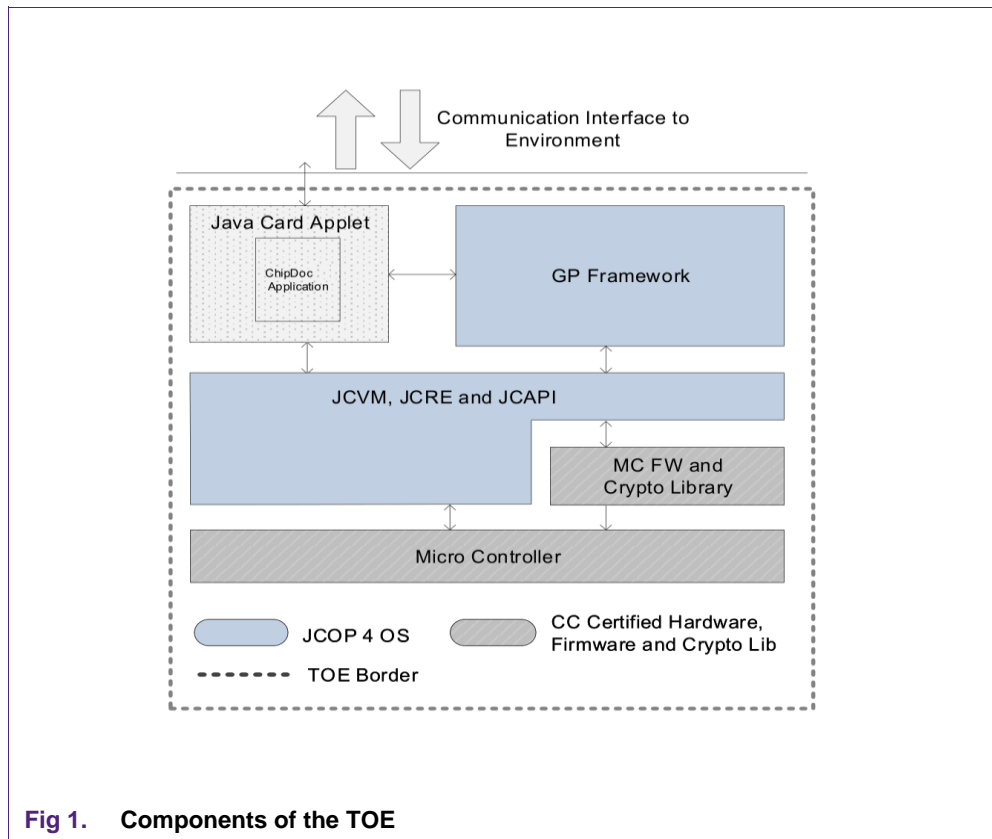 Communication Interface to
Environment
Java Card Applet
ChipDoc
Application
GP Framework
JCVM, JCRE and JCAPI
MC FW and
Crypto Library
Micro Controller
JCOP 4 OS
CC Certified Hardware,
Firmware and Crypto Lib
TOE Border
Fig 1. Components of the TOE